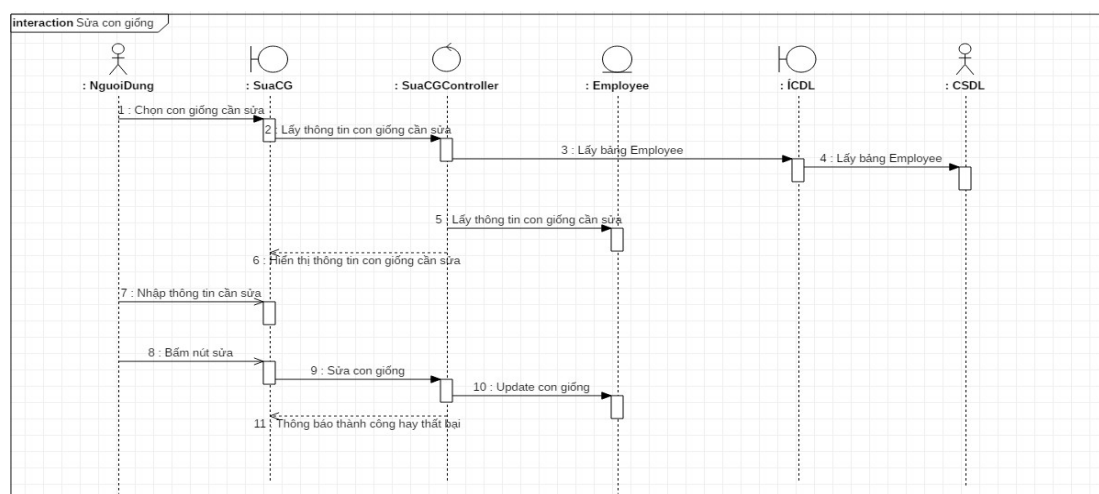 interaction Sửa con giống
: NguoiDung
: SuaCG
: SuaCGController
: Employee
: ÍCDL
: CSDL
1 : Chọn con giống cần sửa
2 : Lấy thông tin con giống cần sửa
3 : Lấy bảng Employee
4 : Lấy bảng Employee
5 : Lấy thông tin con giống cần sửa
6 : Hiển thị thông tin con giống cần sửa
7 : Nhập thông tin cần sửa
8 : Bấm nút sửa
9 : Sửa con giống
10 : Update con giống
11 : Thông báo thành công hay thất bại